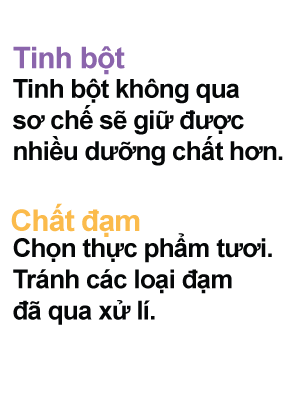 Tinh bột
Tinh bột không qua
sơ chế sẽ giữ được
nhiều dưỡng chất hơn.
Chất đạm
Chọn thực phẩm tươi.
Tránh các loại đạm
đã qua xử lí.